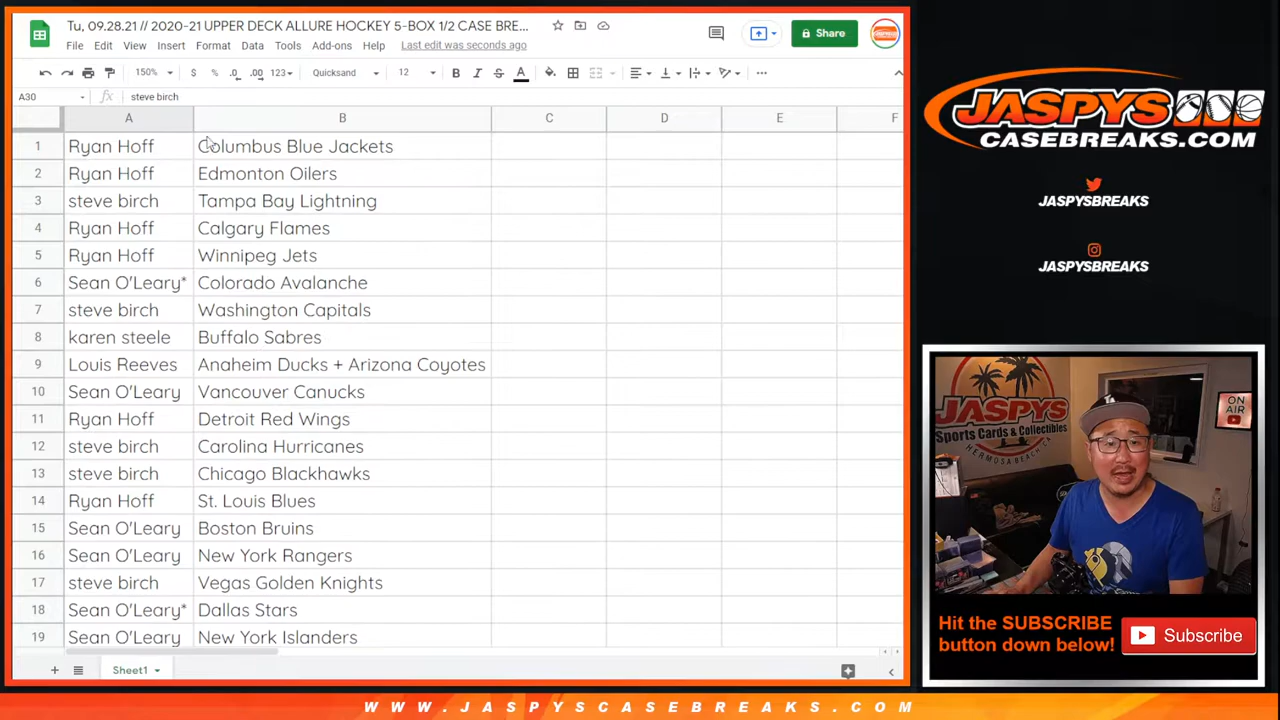 Tu, 09.28.21 // 2020-21 UPPER DECK ALLURE HOCKEY 5-BOX 1/2 CASE BRE...
File Edit View Insert Format Data Tools Add-ons Help Last edit was seconds ago
Share
150% $ % .0 .00 123 Quicksand 12 B I S A
A30 fx steve birch
A B C D E F
1 Ryan Hoff Columbus Blue Jackets
2 Ryan Hoff Edmonton Oilers
3 steve birch Tampa Bay Lightning
4 Ryan Hoff Calgary Flames
5 Ryan Hoff Winnipeg Jets
6 Sean O'Leary* Colorado Avalanche
7 steve birch Washington Capitals
8 karen steele Buffalo Sabres
9 Louis Reeves Anaheim Ducks + Arizona Coyotes
10 Sean O'Leary Vancouver Canucks
11 Ryan Hoff Detroit Red Wings
12 steve birch Carolina Hurricanes
13 steve birch Chicago Blackhawks
14 Ryan Hoff St. Louis Blues
15 Sean O'Leary Boston Bruins
16 Sean O'Leary New York Rangers
17 steve birch Vegas Golden Knights
18 Sean O'Leary* Dallas Stars
19 Sean O'Leary New York Islanders
Sheet1
JASPYS
CASEBREAKS.COM
JASPYSBREAKS
JASPYSBREAKS
JASPYS
Sports Cards & Collectibles
HERMOSA BEACH, CA
ON
AIR
Hit the SUBSCRIBE
button down below!
Subscribe
WWW.JASPYSCASEBREAKS.COM